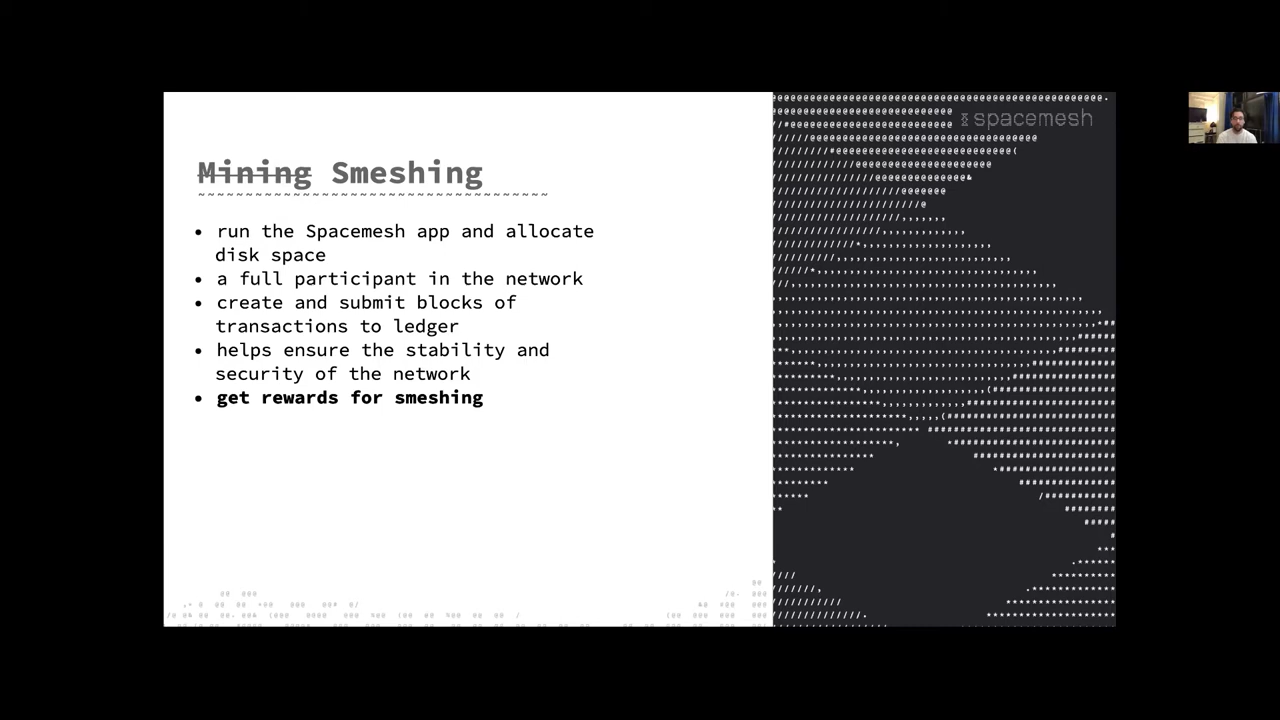 spacemesh
Mining Smeshing
• run the Spacemesh app and allocate
disk space
• a full participant in the network
• create and submit blocks of
transactions to ledger
• helps ensure the stability and
security of the network
• get rewards for smeshing